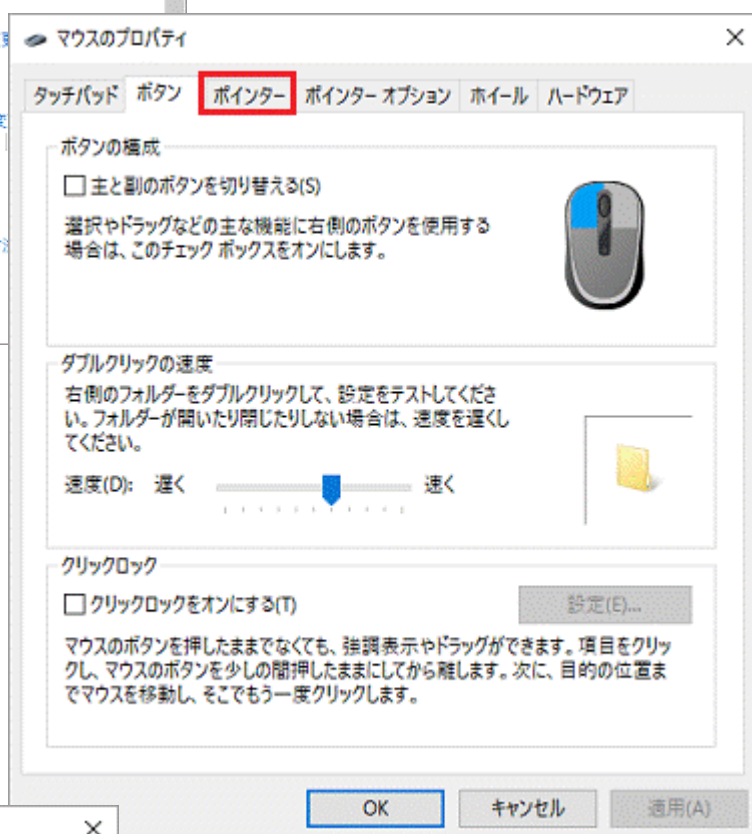 マウスのプロパティ
タッチパッド ボタン ポインター ポインター オプション ホイール ハードウェア
ボタンの構成
主と副のボタンを切り替える(S)
選択やドラッグなどの主な機能に右側のボタンを使用する
場合は、このチェック ボックスをオンにします。
ダブルクリックの速度
右側のフォルダーをダブルクリックして、設定をテストしてくださ
い。フォルダーが開いたり閉じたりしない場合は、速度を遅くし
てください。
速度(D): 遅く 速く
クリックロック
クリックロックをオンにする(T)
設定(E)...
マウスのボタンを押したままでなくても、強調表示やドラッグができます。項目をクリッ
クし、マウスのボタンを少しの間押したままにしてから離します。次に、目的の位置ま
でマウスを移動し、そこでもう一度クリックします。
OK キャンセル 適用(A)